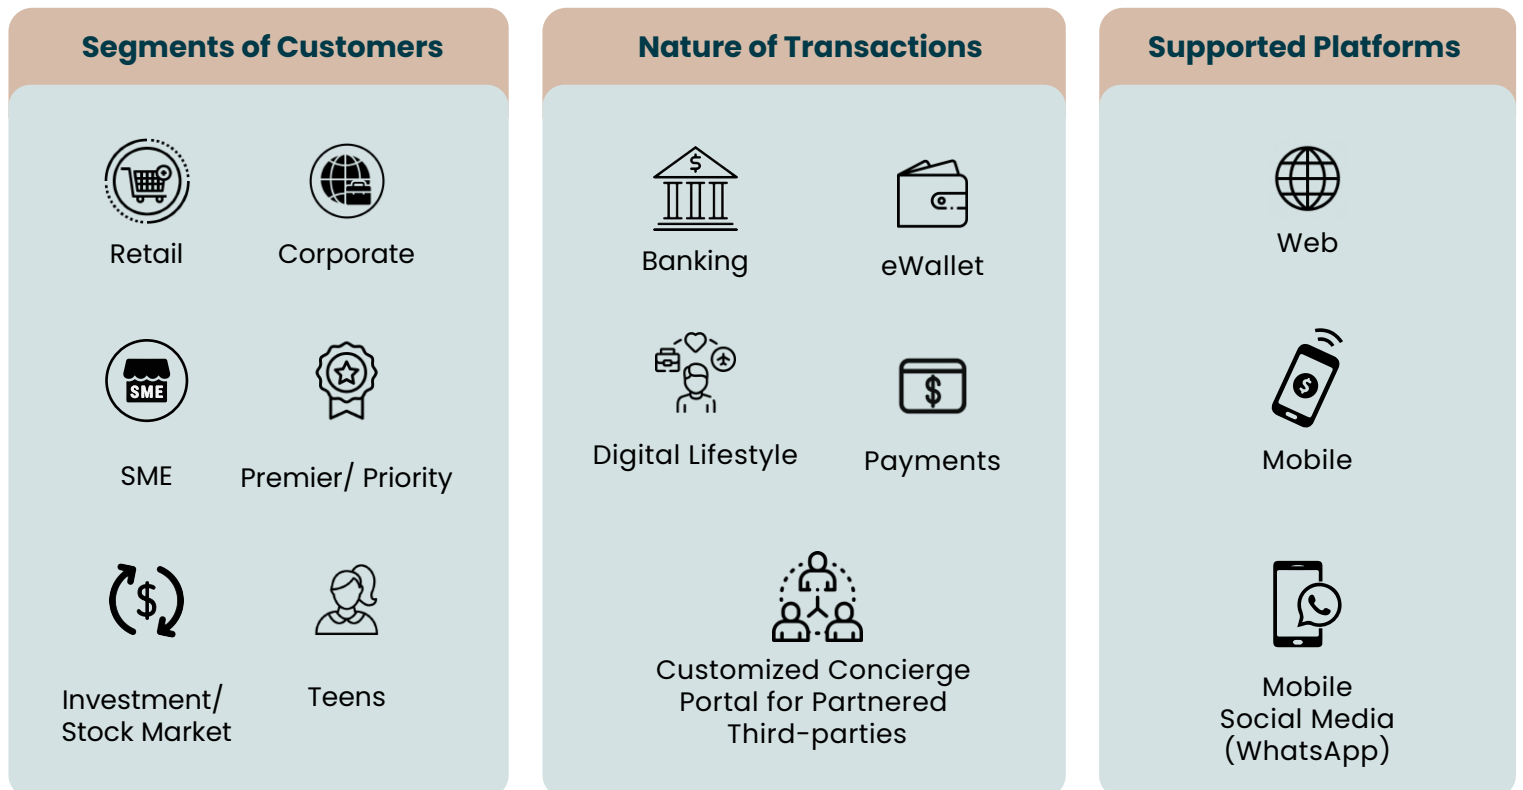 Segments of Customers
Retail
Corporate
SME
SME
Premier/ Priority
Investment/
Stock Market
Teens
Nature of Transactions
Banking
eWallet
Digital Lifestyle
Payments
Customized Concierge
Portal for Partnered
Third-parties
Supported Platforms
Web
Mobile
Mobile
Social Media
(WhatsApp)